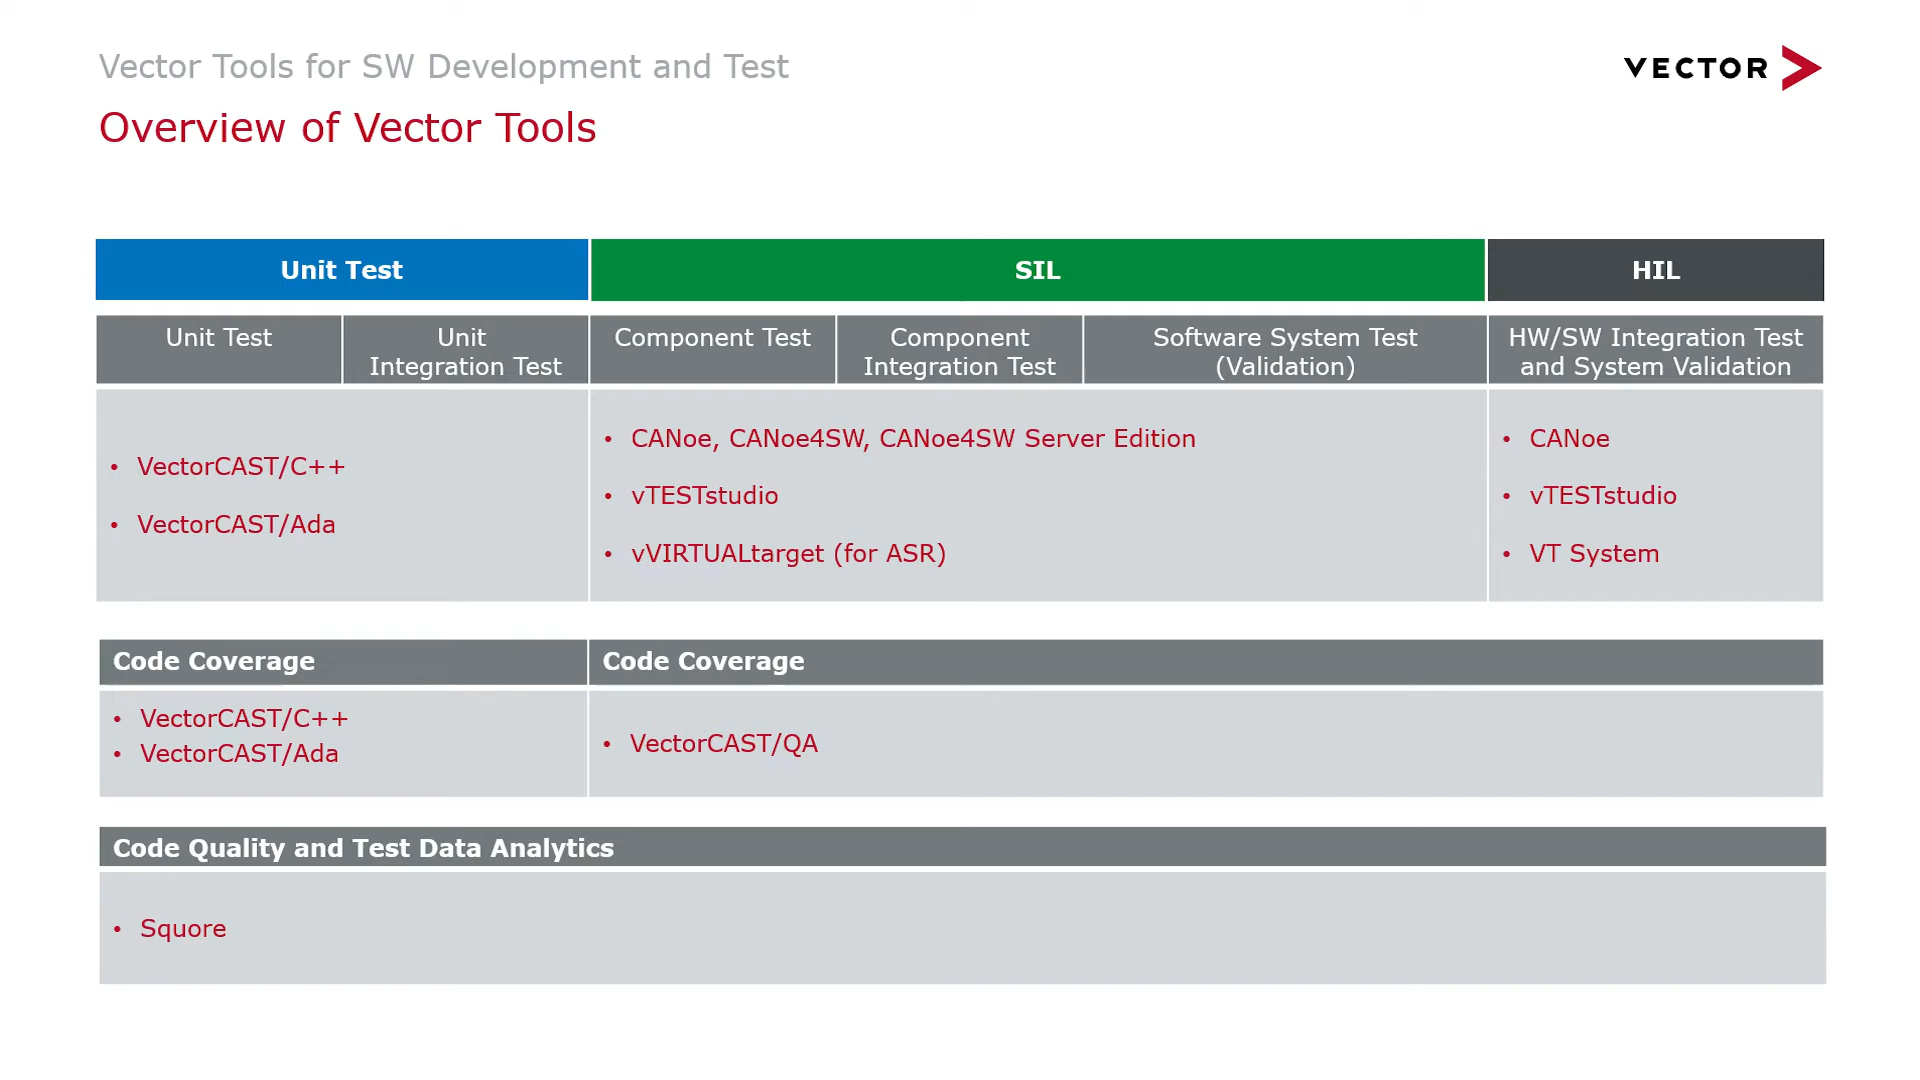 Vector Tools for SW Development and Test
VECTOR
Overview of Vector Tools
Unit Test
SIL
HIL
Unit Test
Unit
Integration Test
Component Test
Component
Integration Test
Software System Test
(Validation)
HW/SW Integration Test
and System Validation
• VectorCAST/C++
• VectorCAST/Ada
• CANoe, CANoe4SW, CANoe4SW Server Edition
• vTESTstudio
• vVIRTUALtarget (for ASR)
• CANoe
• vTESTstudio
• VT System
Code Coverage
• VectorCAST/C++
• VectorCAST/Ada
Code Coverage
• VectorCAST/QA
Code Quality and Test Data Analytics
• Squore